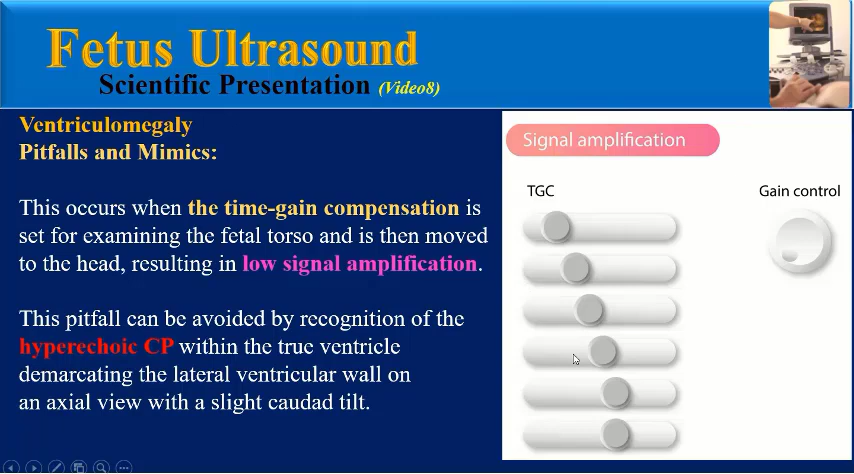 Fetus Ultrasound
Scientific Presentation (Video8)
Ventriculomegaly
Pitfalls and Mimics:
This occurs when the time-gain compensation is
set for examining the fetal torso and is then moved
to the head, resulting in low signal amplification.
This pitfall can be avoided by recognition of the
hyperechoic CP within the true ventricle
demarcating the lateral ventricular wall on
an axial view with a slight caudad tilt.
Signal amplification
TGC
Gain control